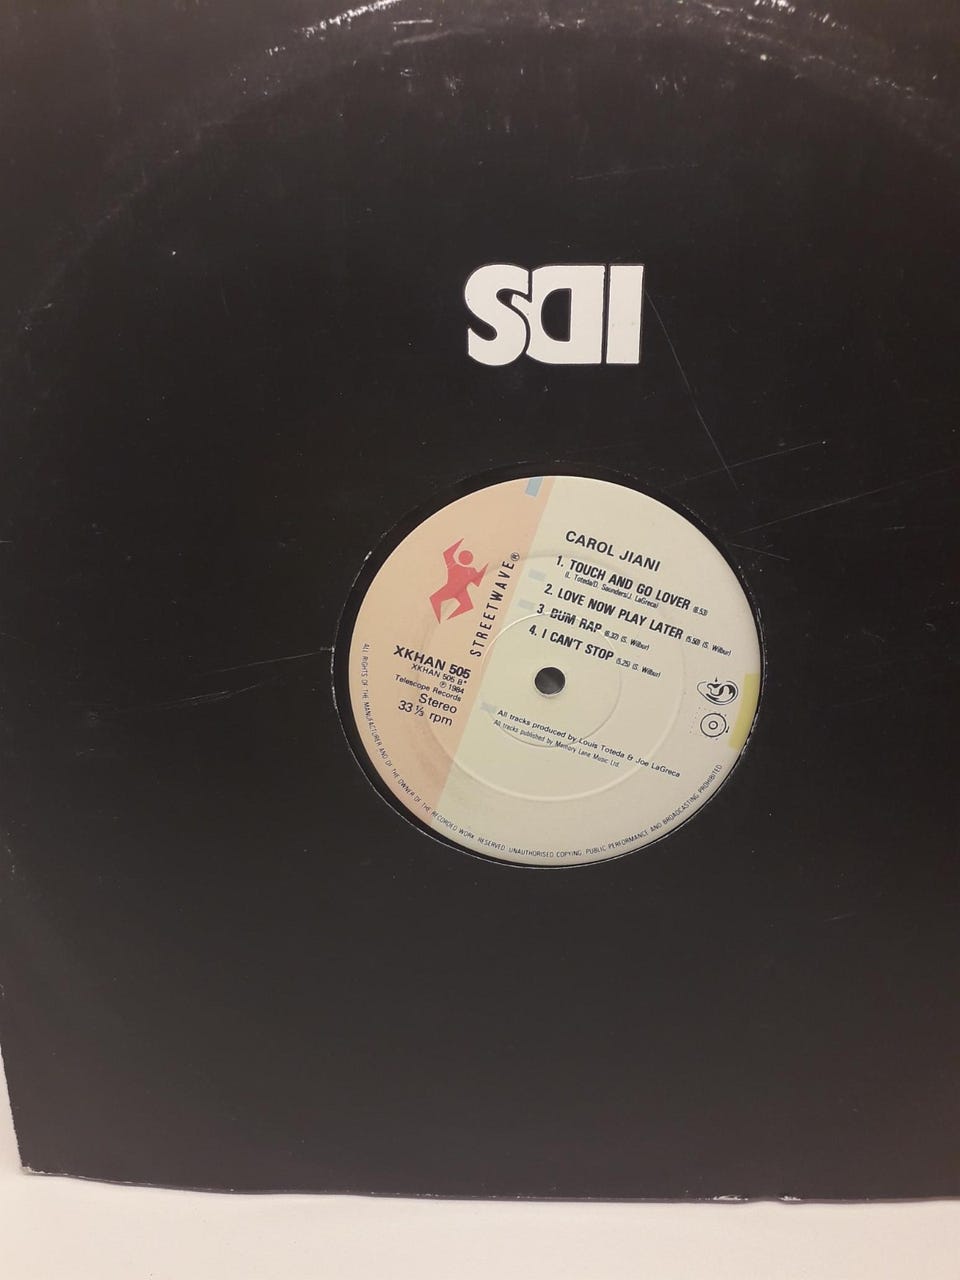 SDI
CAROL JIANI
1. TOUCH AND GO LOVER (6.53)
(L. Toteda/D. Saunders/J. LaGreca)
2. LOVE NOW PLAY LATER (5.50) (S. Wilbur)
3 BUM RAP (6.32) (S. Wilbur)
4. I CAN'T STOP (5.25) (S. Wilbur)
STREETWAVE®
XKHAN 505
XKHAN 505 B*
℗ 1984
Telescope Records
Stereo
33 ⅓ rpm
All tracks produced by Louis Toteda & Joe LaGreca
All tracks published by Memory Lane Music Ltd.
ALL RIGHTS OF THE MANUFACTURER AND OF THE OWNER OF THE RECORDED WORK RESERVED. UNAUTHORISED COPYING, PUBLIC PERFORMANCE AND BROADCASTING PROHIBITED